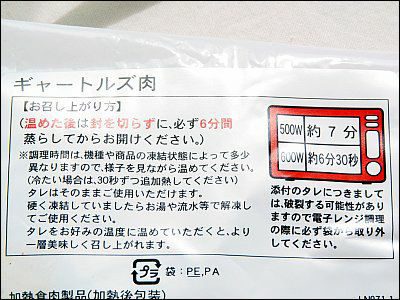 ギャートルズ肉
【お召し上がり方】
(温めた後は封を切らずに、必ず6分間
蒸らしてからお開けください。)
※調理時間は、機種や商品の凍結状態によって多少
異なりますので、様子を見ながら温めてください。
(冷たい場合は、30秒ずつ追加熱してください)
タレはそのままご使用いただけます。
硬く凍結していましたらお湯や流水等で解凍し
てご使用ください。
タレをお好みの温度に温めていただくと、より
一層美味しく召し上がれます。
500W 約7分
600W 約6分30秒
添付のタレにつきまして
は、破裂する可能性があり
ますので電子レンジ調理
の際に必ず袋から取り外
してください。
プラ 袋:PE,PA
加熱食肉製品(加熱後包装)